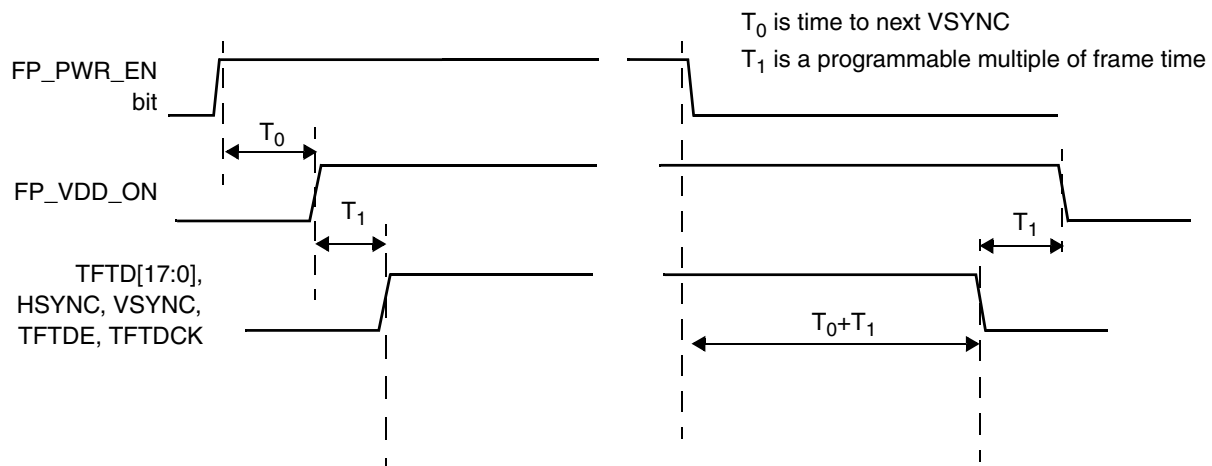 T₀ is time to next VSYNC
T₁ is a programmable multiple of frame time
FP_PWR_EN
bit
T₀
FP_VDD_ON
T₁
T₁
TFTD[17:0],
HSYNC, VSYNC,
TFTDE, TFTDCK
T₀+T₁